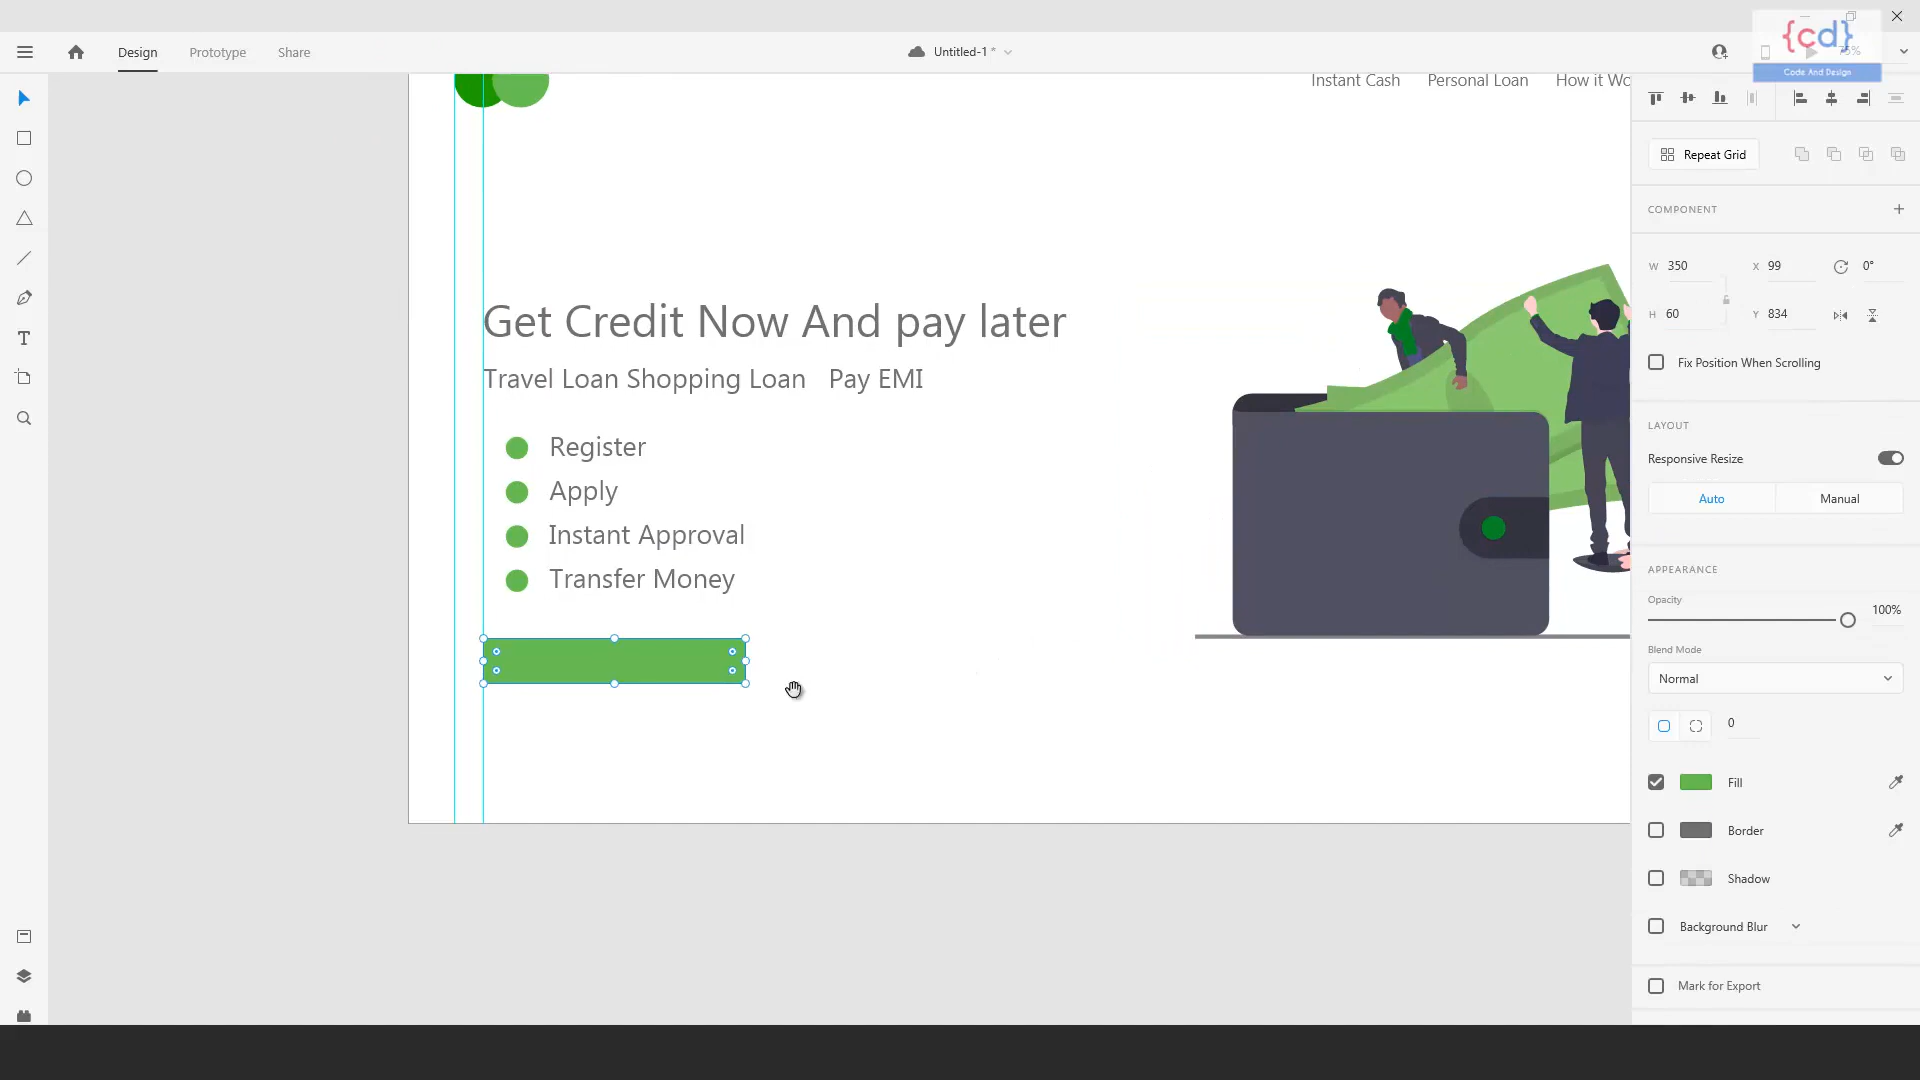 {cd}
Code And Design
Design Prototype Share
Untitled-1 *
Instant Cash Personal Loan How it Wo
Repeat Grid
COMPONENT
W 350 X 99 0°
H 60 Y 834
Fix Position When Scrolling
Get Credit Now And pay later
Travel Loan Shopping Loan Pay EMI
Register
Apply
Instant Approval
Transfer Money
LAYOUT
Responsive Resize
Auto Manual
APPEARANCE
Opacity
100%
Blend Mode
Normal
0
Fill
Border
Shadow
Background Blur
Mark for Export